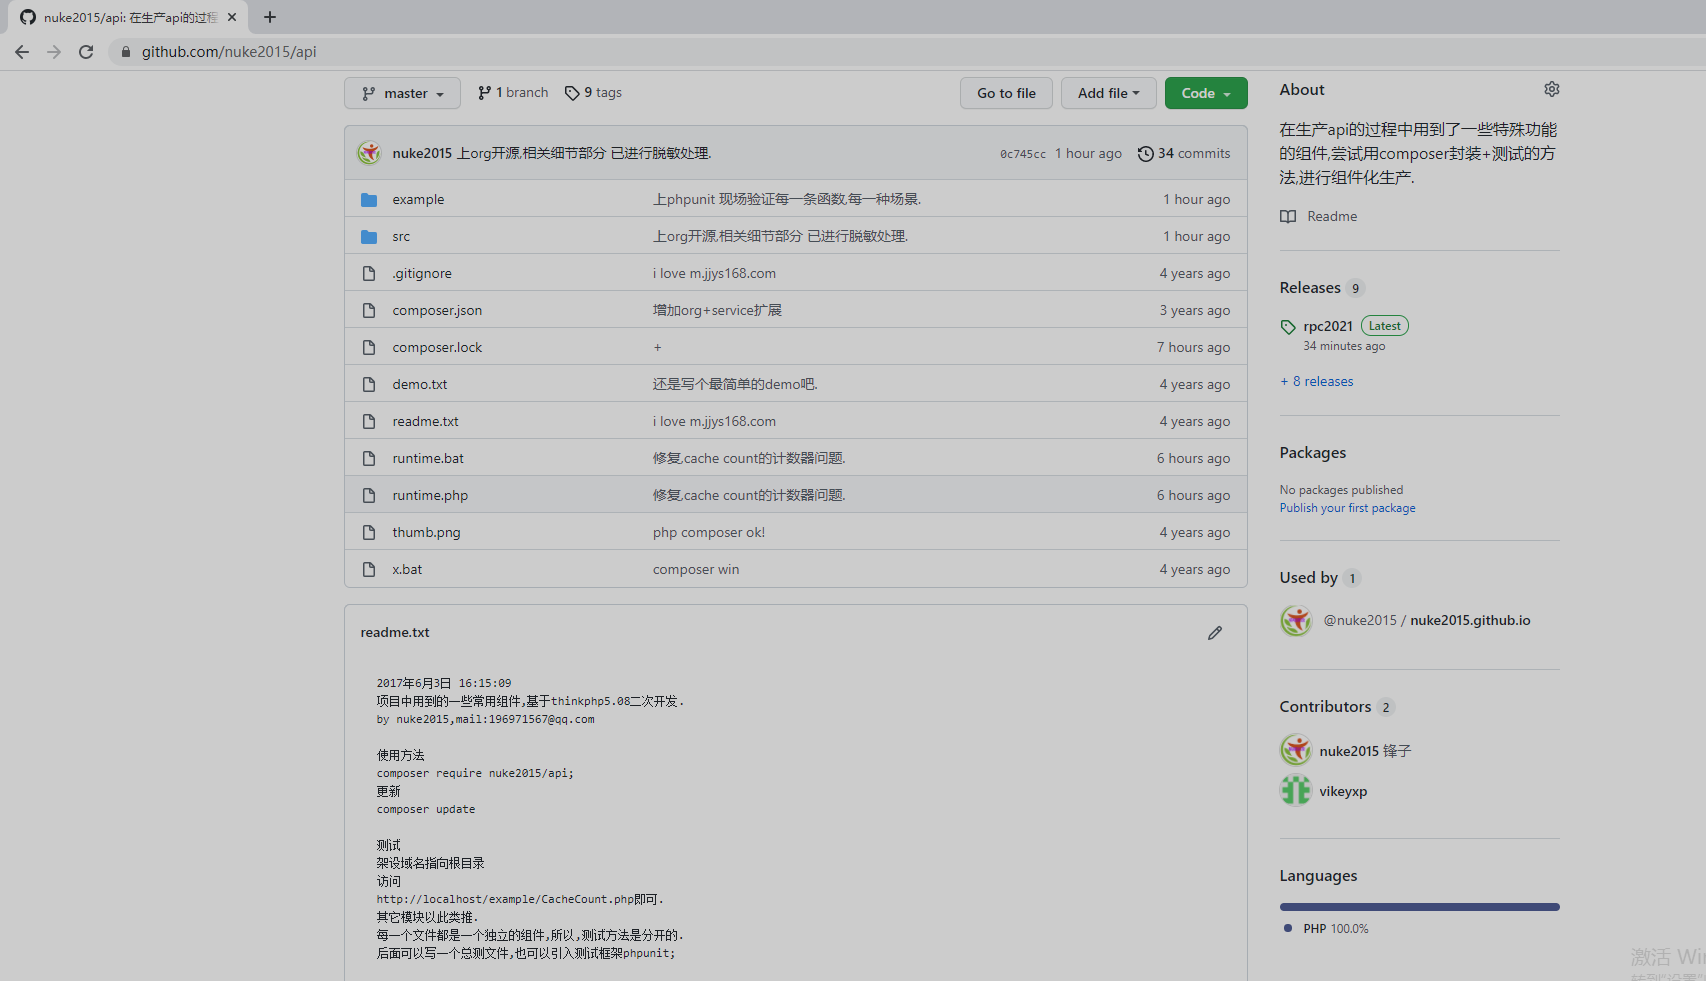 nuke2015/api: 在生产api的过程
github.com/nuke2015/api
master
1 branch
9 tags
Go to file
Add file
Code
nuke2015 上org开源,相关细节部分 已进行脱敏处理.
0c745cc 1 hour ago
34 commits
example 上phpunit 现场验证每一条函数,每一种场景. 1 hour ago
src 上org开源,相关细节部分 已进行脱敏处理. 1 hour ago
.gitignore i love m.jjys168.com 4 years ago
composer.json 增加org+service扩展 3 years ago
composer.lock + 7 hours ago
demo.txt 还是写个最简单的demo吧. 4 years ago
readme.txt i love m.jjys168.com 4 years ago
runtime.bat 修复,cache count的计数器问题. 6 hours ago
runtime.php 修复,cache count的计数器问题. 6 hours ago
thumb.png php composer ok! 4 years ago
x.bat composer win 4 years ago
readme.txt
2017年6月3日 16:15:09
项目中用到的一些常用组件,基于thinkphp5.08二次开发.
by nuke2015,mail:196971567@qq.com
使用方法
composer require nuke2015/api;
更新
composer update
测试
架设域名指向根目录
访问
http://localhost/example/CacheCount.php即可.
其它模块以此类推.
每一个文件都是一个独立的组件,所以,测试方法是分开的.
后面可以写一个总测文件,也可以引入测试框架phpunit;
About
在生产api的过程中用到了一些特殊功能
的组件,尝试用composer封装+测试的方
法,进行组件化生产.
Readme
Releases 9
rpc2021 Latest
34 minutes ago
+ 8 releases
Packages
No packages published
Publish your first package
Used by 1
@nuke2015 / nuke2015.github.io
Contributors 2
nuke2015 锋子
vikeyxp
Languages
PHP 100.0%
激活 Win